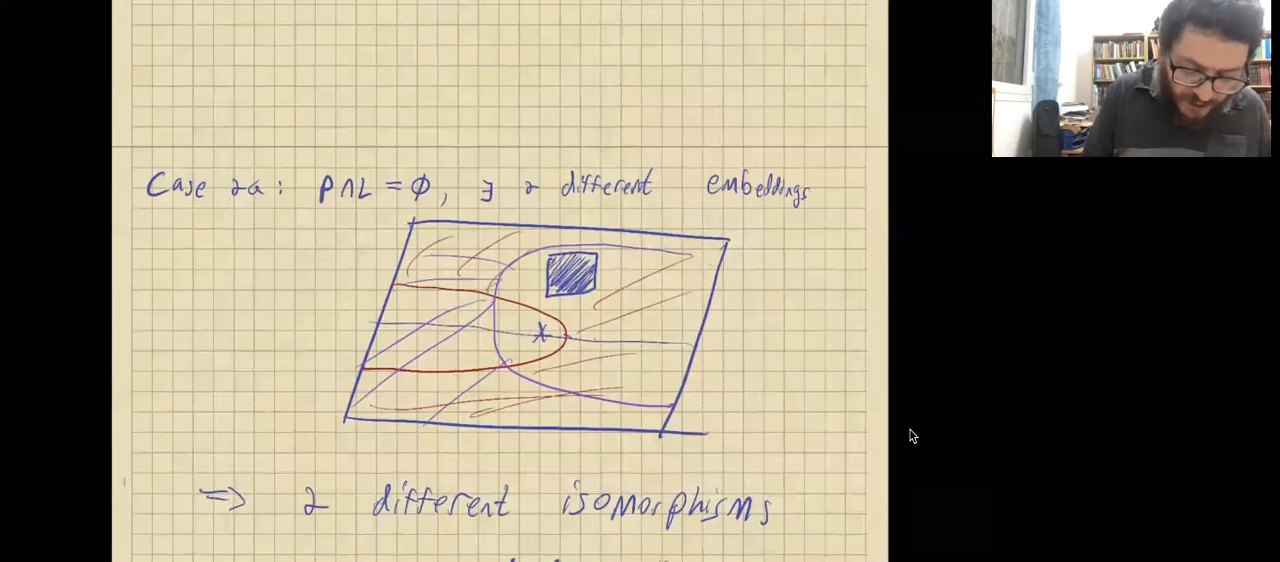 Case 2a: P∩L = ∅, ∃ 2 different embeddings
X
⇒ 2 different isomorphisms